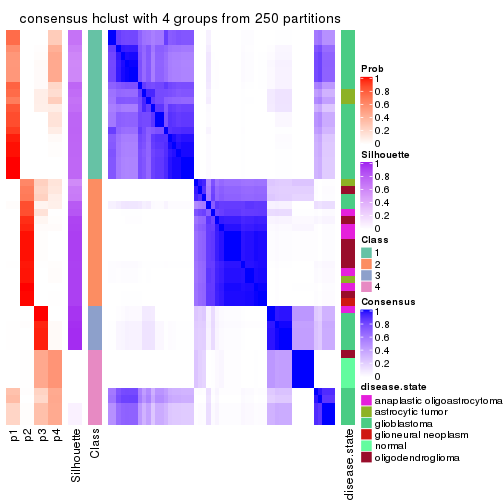 consensus hclust with 4 groups from 250 partitions
Prob
1
0.8
0.6
0.4
0.2
0
Silhouette
1
0.8
0.6
0.4
0.2
0
Class
1
2
3
4
Consensus
1
0.8
0.6
0.4
0.2
0
disease.state
anaplastic oligoastrocytoma
astrocytic tumor
glioblastoma
glioneural neoplasm
normal
oligodendroglioma
p1
p2
p3
p4
Silhouette
Class
disease.state